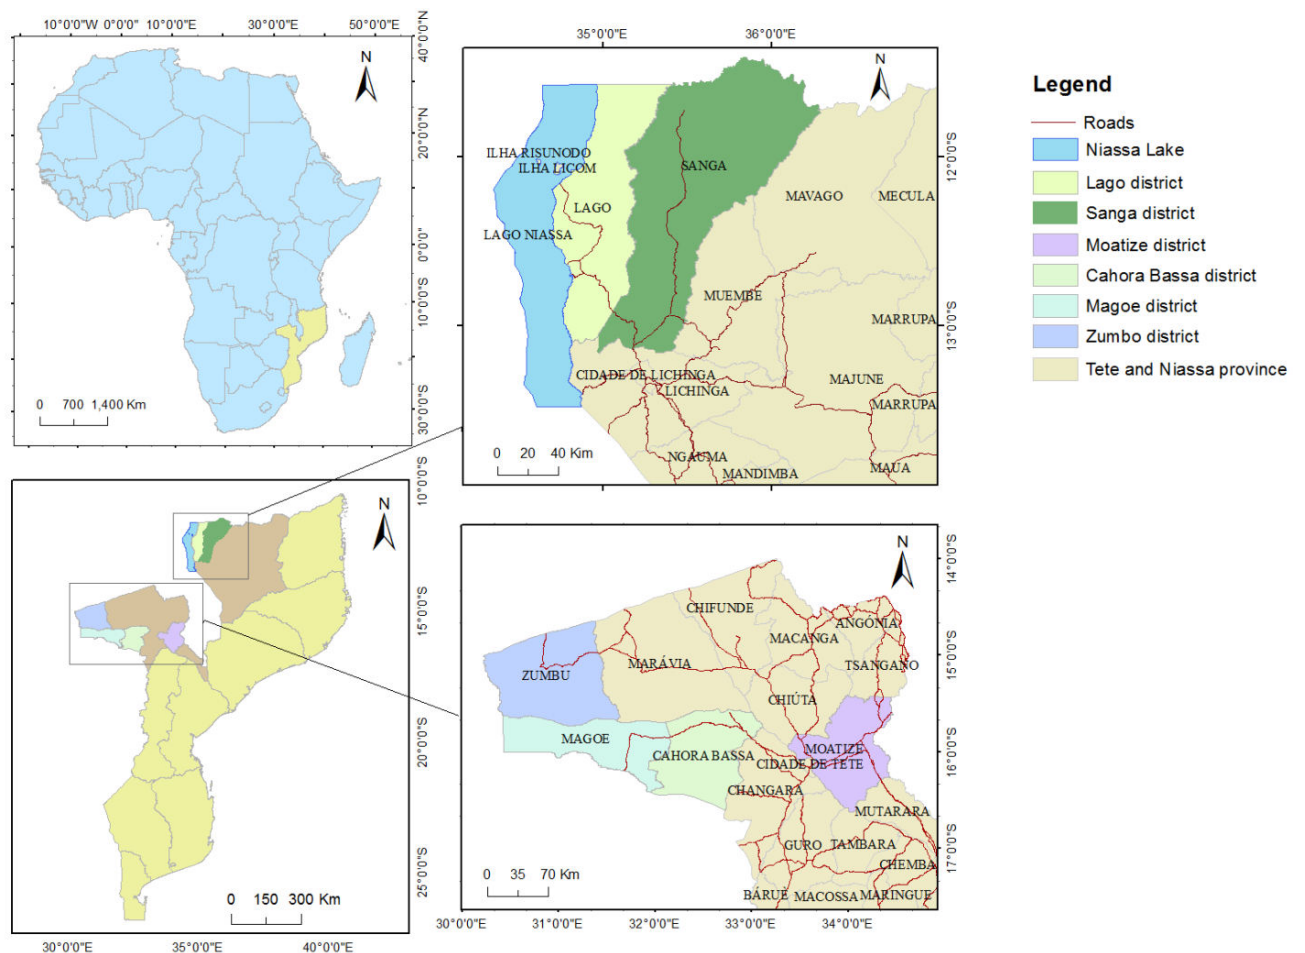 10°0'0"W 0°0'0" 10°0'0"E 30°0'0"E 50°0'0"E
40°0'0"N
20°0'0"N
0°0'0"
10°0'0"S
30°0'0"S
N
0 700 1,400 Km
35°0'0"E 36°0'0"E
N
12°0'0"S
13°0'0"S
ILHA RISUNODO
ILHA LICOM
SANGA
MAVAGO
MECULA
LAGO
LAGO NIASSA
MUEMBE
MARRUPA
CIDADE DE LICHINGA
LICHINGA
MAJUNE
MARRUPA
NGAUMA
MANDIMBA
MAUA
0 20 40 Km
Legend
Roads
Niassa Lake
Lago district
Sanga district
Moatize district
Cahora Bassa district
Magoe district
Zumbo district
Tete and Niassa province
10°0'0"S
15°0'0"S
20°0'0"S
25°0'0"S
N
0 150 300 Km
30°0'0"E 35°0'0"E 40°0'0"E
N
14°0'0"S
15°0'0"S
16°0'0"S
17°0'0"S
CHIFUNDE
ANGÓNIA
MACANGA
MARÁVIA
TSANGANO
ZUMBU
CHIÚTA
MAGOE
MOATIZE
CAHORA BASSA
CIDADE DE TETE
CHANGARA
MUTARARA
GURO
TAMBARA
CHEMBA
BÁRUÈ
MACOSSA
MARINGUE
0 35 70 Km
30°0'0"E 31°0'0"E 32°0'0"E 33°0'0"E 34°0'0"E